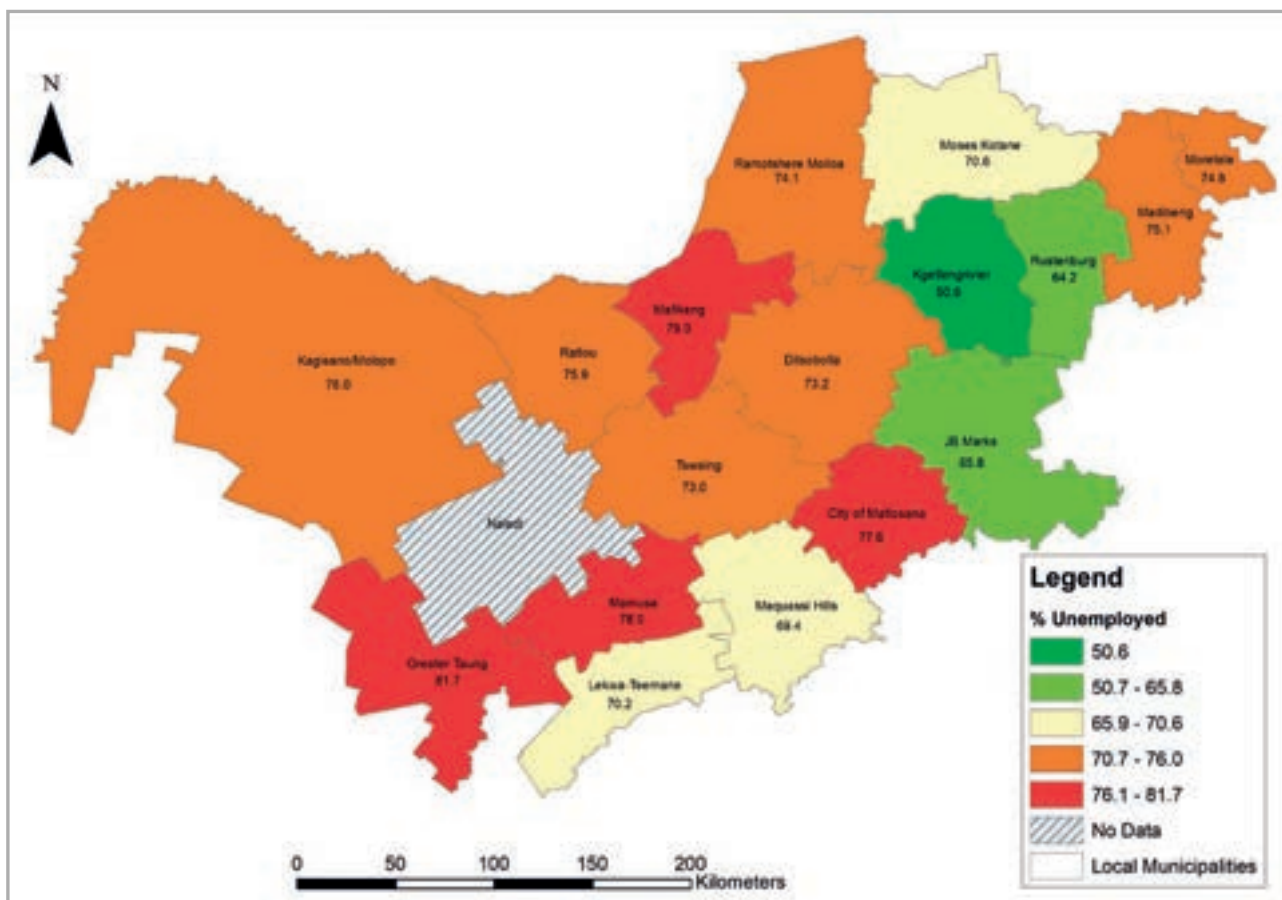 N
Moses Kotane
70.6
Ramotshere Moiloa
74.1
Moretele
74.8
Madibeng
75.1
Kgetlengrivier
50.6
Rustenburg
64.2
Mafikeng
79.0
Ratlou
75.9
Ditsobotla
73.2
Kagisano/Molopo
76.0
JB Marks
65.8
Tswaing
73.0
City of Matlosana
77.6
Naledi
Mamusa
Maquassi Hills
69.4
Greater Taung
81.7
Lekwa-Teemane
70.2
Legend
% Unemployed
50.6
50.7 - 65.8
65.9 - 70.6
70.7 - 76.0
76.1 - 81.7
No Data
Local Municipalities
0 50 100 150 200
Kilometers